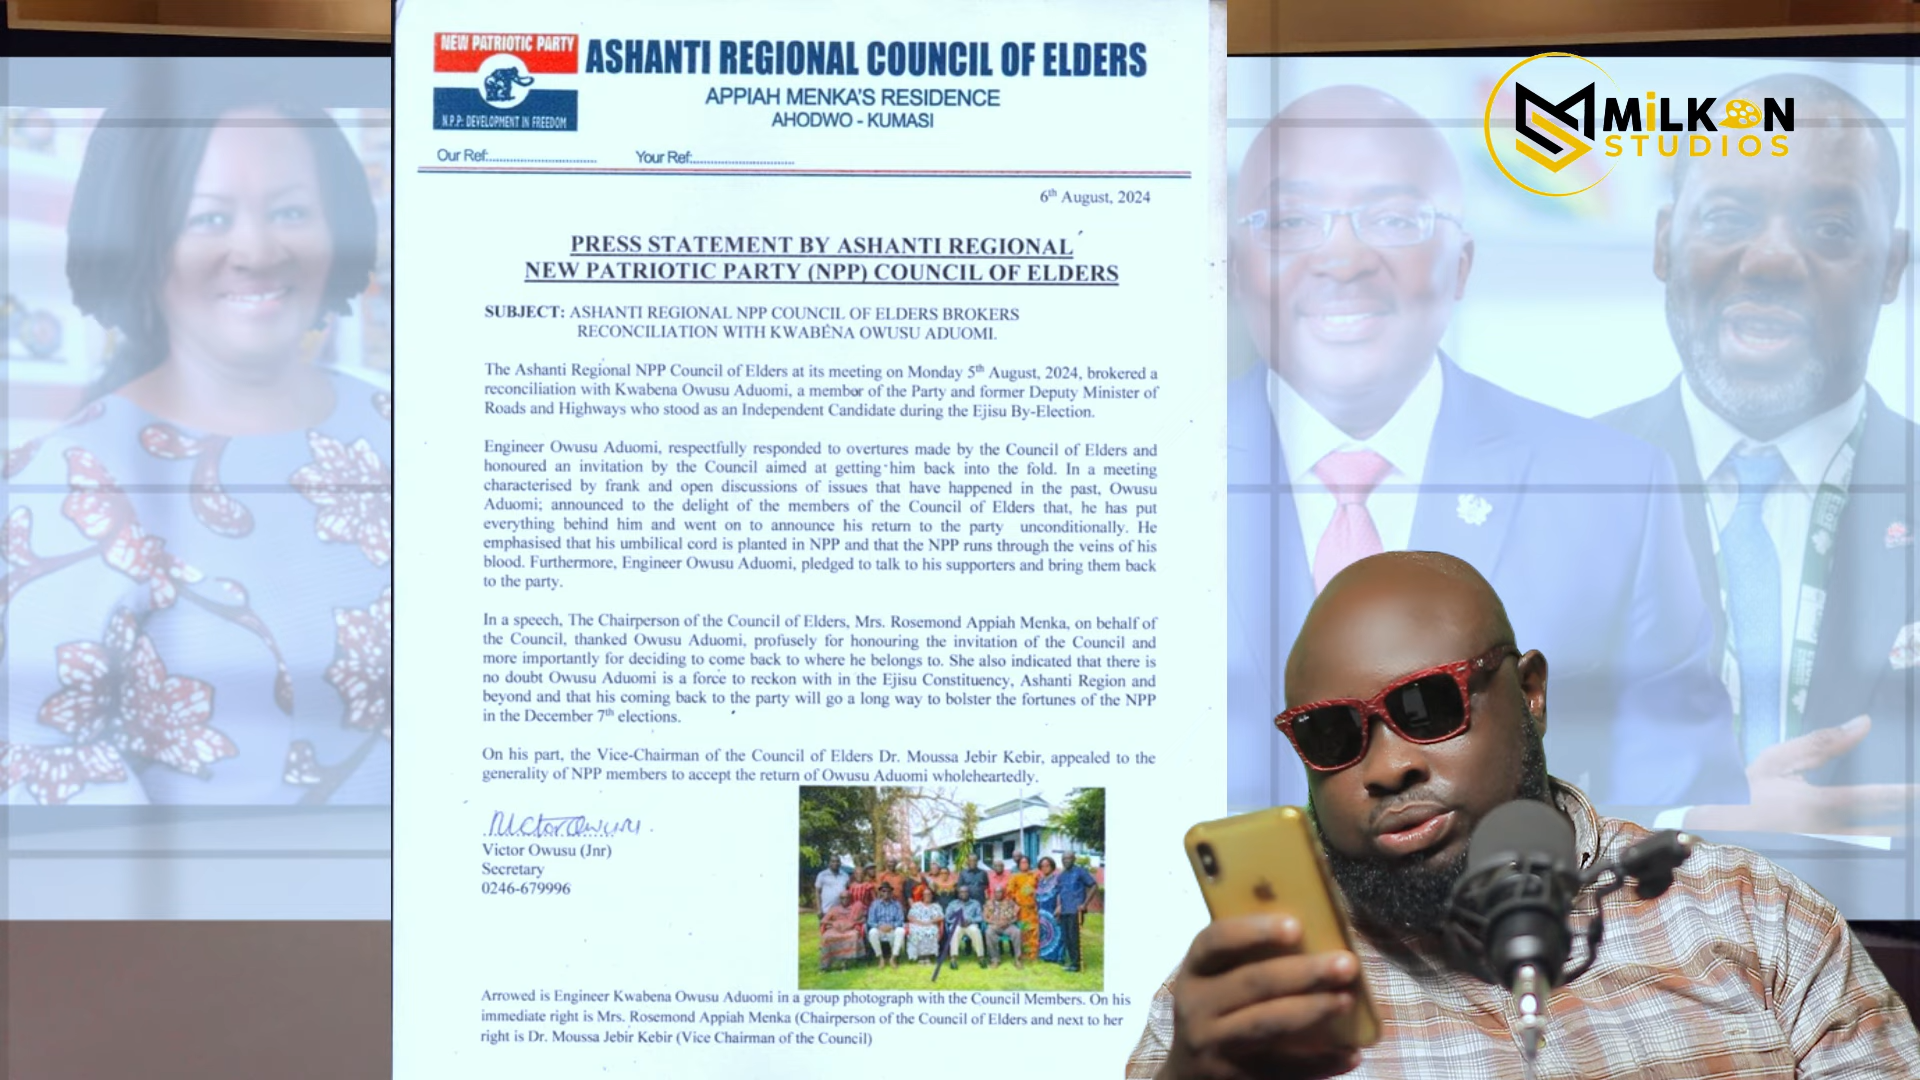 NEW PATRIOTIC PARTY
N.P.P: DEVELOPMENT IN FREEDOM
ASHANTI REGIONAL COUNCIL OF ELDERS
APPIAH MENKA'S RESIDENCE
AHODWO - KUMASI
Our Ref:.................................... Your Ref:..................................
6th August, 2024
PRESS STATEMENT BY ASHANTI REGIONAL
NEW PATRIOTIC PARTY (NPP) COUNCIL OF ELDERS
SUBJECT: ASHANTI REGIONAL NPP COUNCIL OF ELDERS BROKERS
RECONCILIATION WITH KWABENA OWUSU ADUOMI.
The Ashanti Regional NPP Council of Elders at its meeting on Monday 5th August, 2024, brokered a
reconciliation with Kwabena Owusu Aduomi, a member of the Party and former Deputy Minister of
Roads and Highways who stood as an Independent Candidate during the Ejisu By-Election.
Engineer Owusu Aduomi, respectfully responded to overtures made by the Council of Elders and
honoured an invitation by the Council aimed at getting him back into the fold. In a meeting
characterised by frank and open discussions of issues that have happened in the past, Owusu
Aduomi; announced to the delight of the members of the Council of Elders that, he has put
everything behind him and went on to announce his return to the party unconditionally. He
emphasised that his umbilical cord is planted in NPP and that the NPP runs through the veins of his
blood. Furthermore, Engineer Owusu Aduomi, pledged to talk to his supporters and bring them back
to the party.
In a speech, The Chairperson of the Council of Elders, Mrs. Rosemond Appiah Menka, on behalf of
the Council, thanked Owusu Aduomi, profusely for honouring the invitation of the Council and
more importantly for deciding to come back to where he belongs to. She also indicated that there is
no doubt Owusu Aduomi is a force to reckon with in the Ejisu Constituency, Ashanti Region and
beyond and that his coming back to the party will go a long way to bolster the fortunes of the NPP
in the December 7th elections.
On his part, the Vice-Chairman of the Council of Elders Dr. Moussa Jebir Kebir, appealed to the
generality of NPP members to accept the return of Owusu Aduomi wholeheartedly.
Victor Owusu
Victor Owusu (Jnr)
Secretary
0246-679996
Arrowed is Engineer Kwabena Owusu Aduomi in a group photograph with the Council Members. On his
immediate right is Mrs. Rosemond Appiah Menka (Chairperson of the Council of Elders and next to her
right is Dr. Moussa Jebir Kebir (Vice Chairman of the Council)
MiLKON
STUDIOS